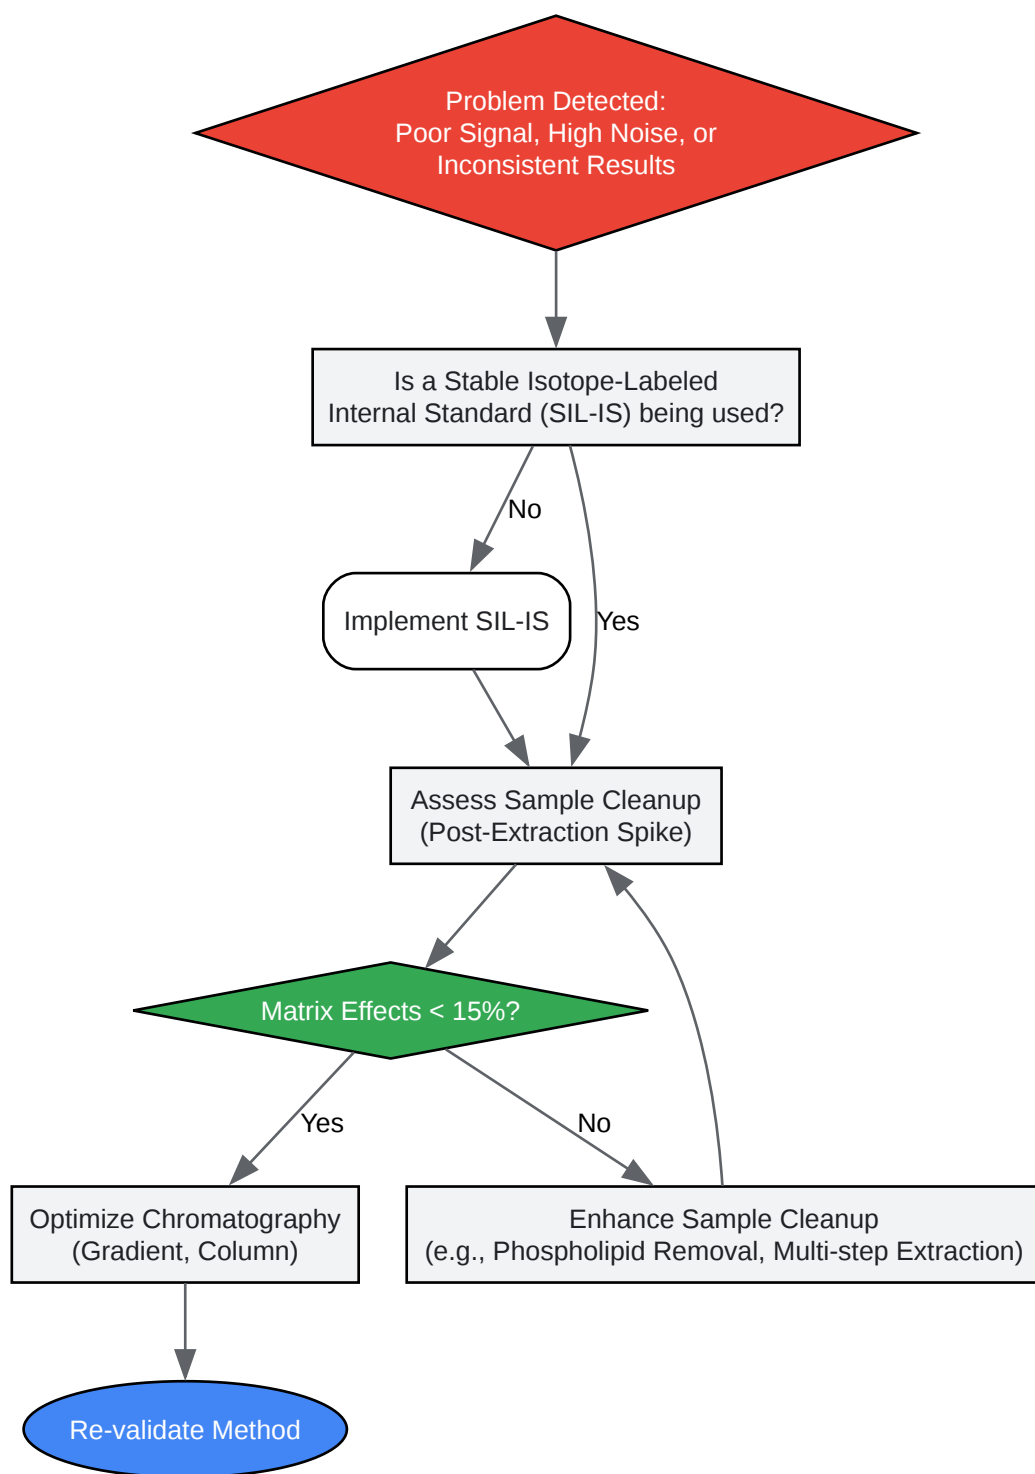 Problem Detected:
Poor Signal, High Noise, or
Inconsistent Results
Is a Stable Isotope-Labeled
Internal Standard (SIL-IS) being used?
No
Implement SIL-IS
Yes
Assess Sample Cleanup
(Post-Extraction Spike)
Matrix Effects < 15%?
Yes
No
Optimize Chromatography
(Gradient, Column)
Enhance Sample Cleanup
(e.g., Phospholipid Removal, Multi-step Extraction)
Re-validate Method